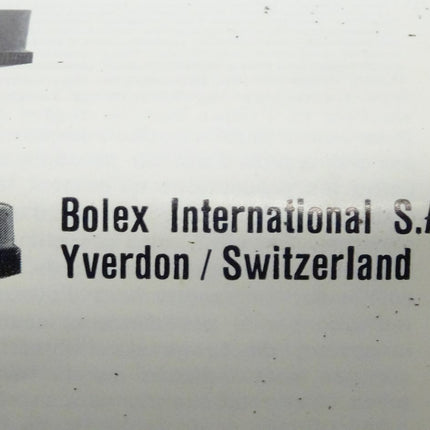 Bolex International S.A
Yverdon / Switzerland